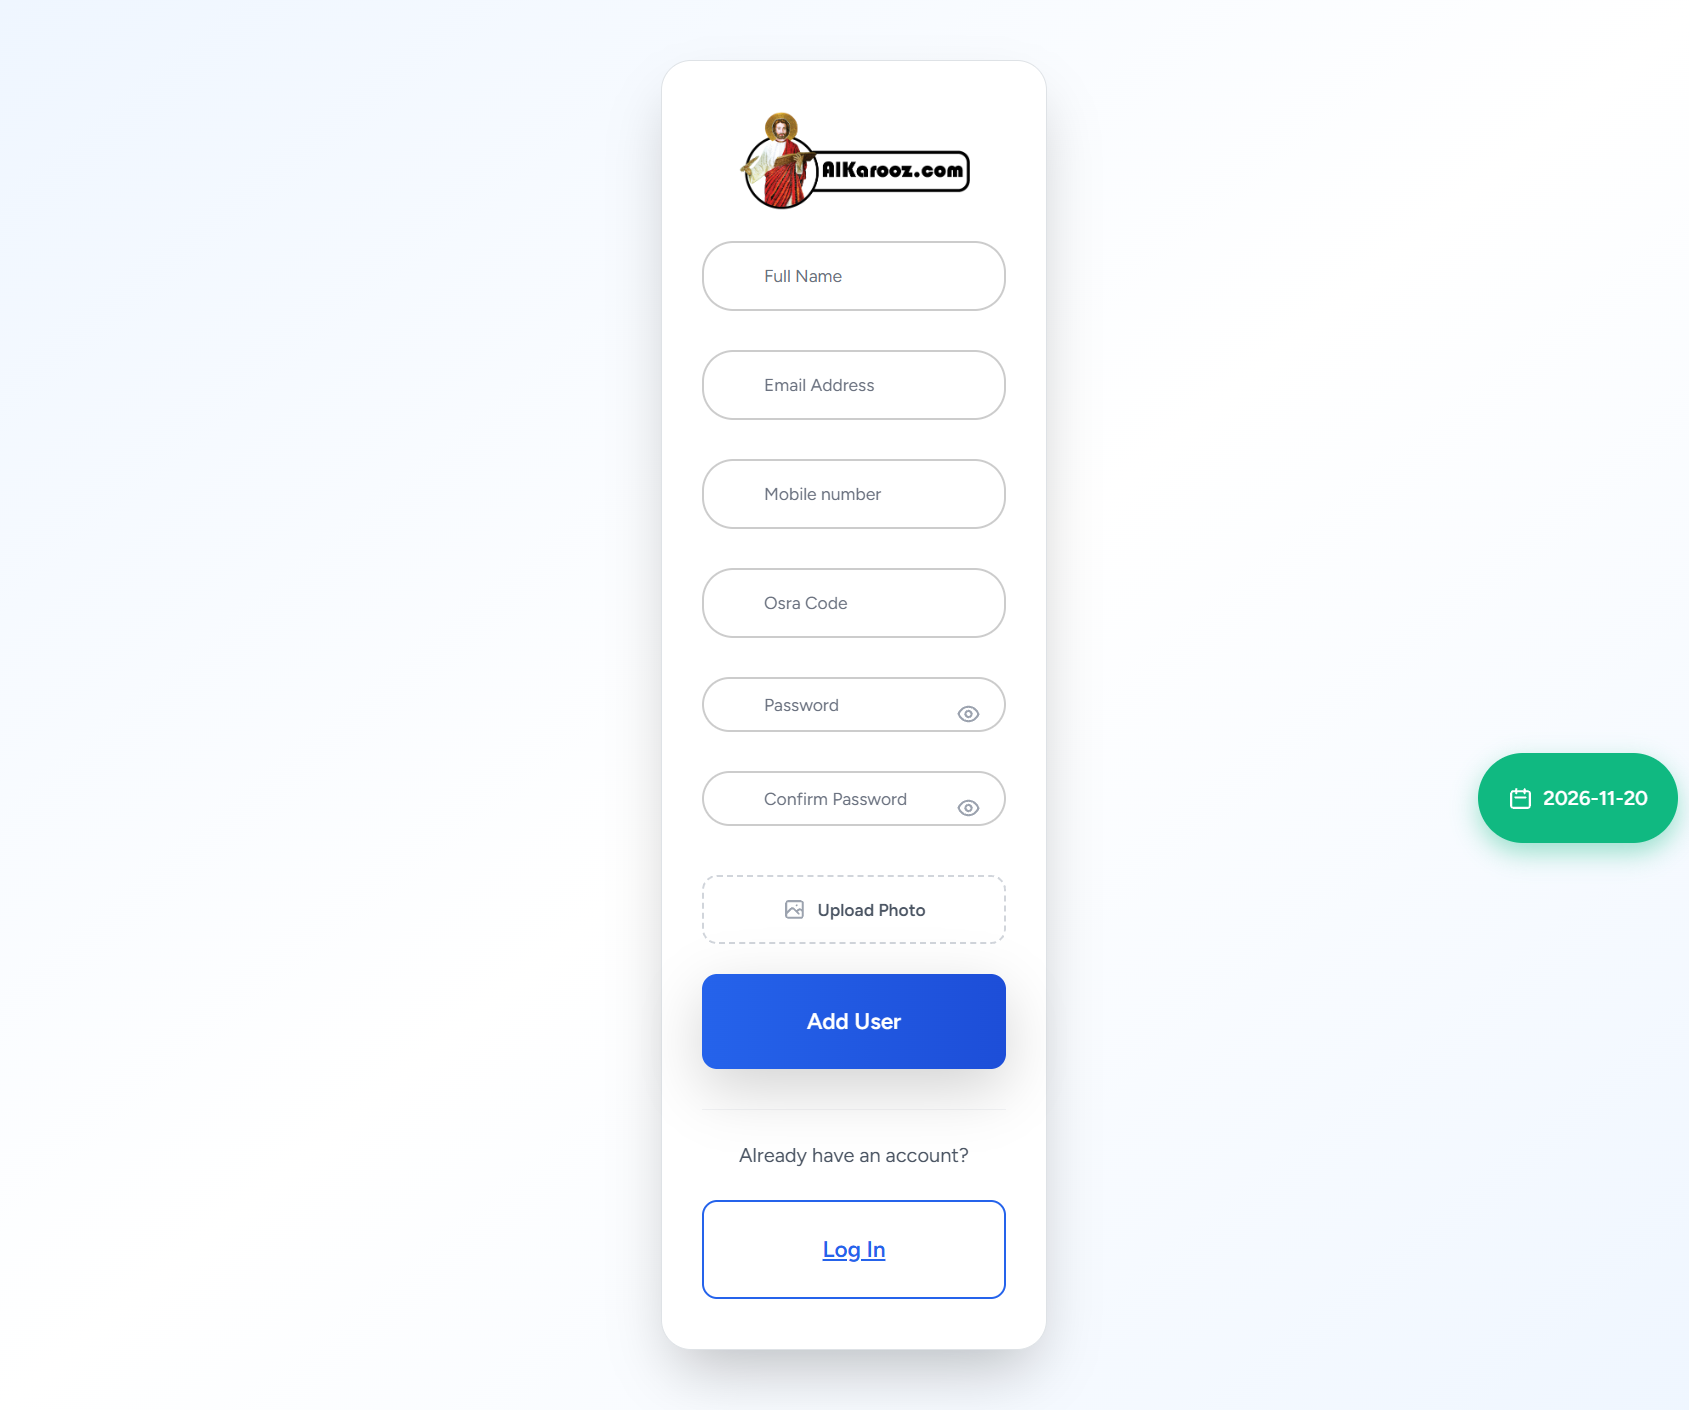 AlKarooz.com
Full Name
Email Address
Mobile number
Osra Code
Password
Confirm Password
2026-11-20
Upload Photo
Add User
Already have an account?
Log In